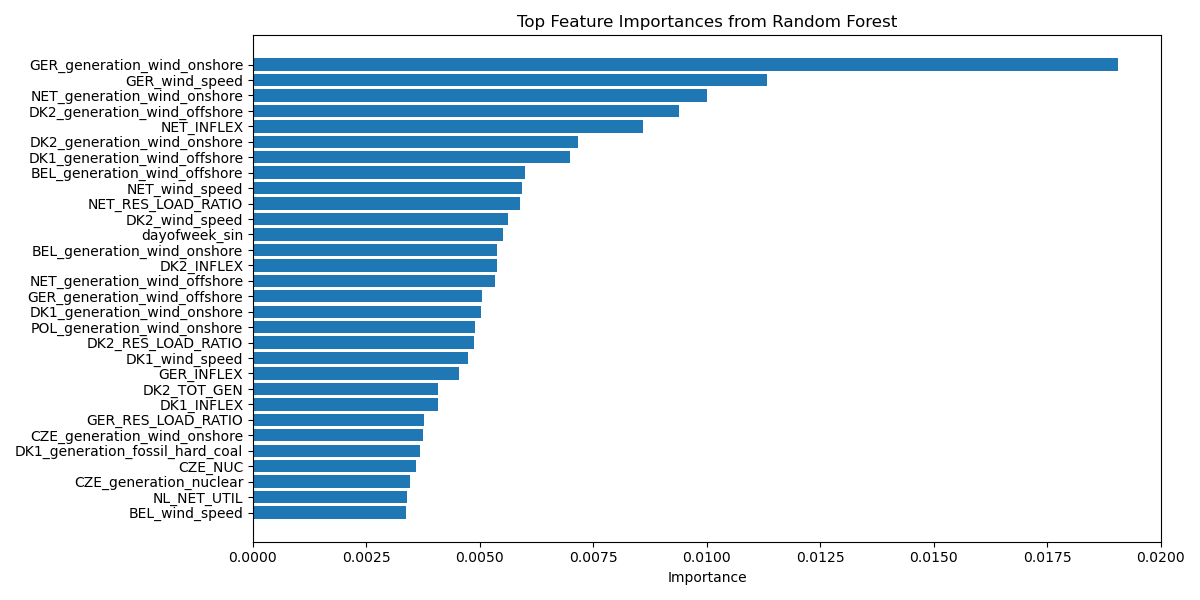 Top Feature Importances from Random Forest
GER_generation_wind_onshore
GER_wind_speed
NET_generation_wind_onshore
DK2_generation_wind_offshore
NET_INFLEX
DK2_generation_wind_onshore
DK1_generation_wind_offshore
BEL_generation_wind_offshore
NET_wind_speed
NET_RES_LOAD_RATIO
DK2_wind_speed
dayofweek_sin
BEL_generation_wind_onshore
DK2_INFLEX
NET_generation_wind_offshore
GER_generation_wind_offshore
DK1_generation_wind_onshore
POL_generation_wind_onshore
DK2_RES_LOAD_RATIO
DK1_wind_speed
GER_INFLEX
DK2_TOT_GEN
DK1_INFLEX
GER_RES_LOAD_RATIO
CZE_generation_wind_onshore
DK1_generation_fossil_hard_coal
CZE_NUC
CZE_generation_nuclear
NL_NET_UTIL
BEL_wind_speed
0.0000 0.0025 0.0050 0.0075 0.0100 0.0125 0.0150 0.0175 0.0200
Importance